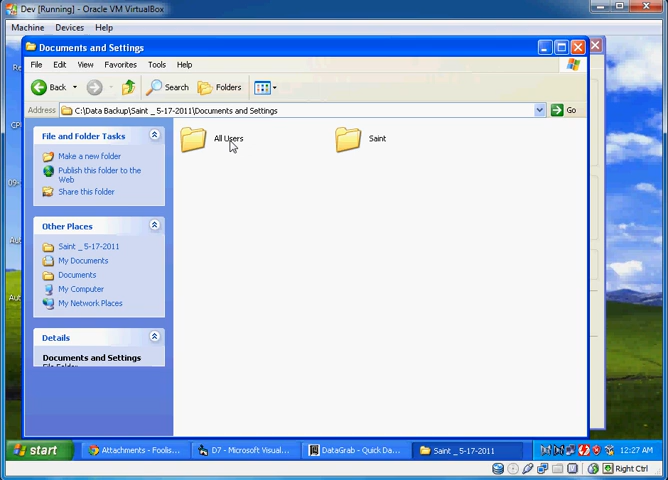 Dev [Running] - Oracle VM VirtualBox
Machine Devices Help
Documents and Settings
File Edit View Favorites Tools Help
Back Search Folders
Address C:\Data Backup\Saint _ 5-17-2011\Documents and Settings Go
File and Folder Tasks
Make a new folder
Publish this folder to the
Web
Share this folder
Other Places
Saint _ 5-17-2011
My Documents
Documents
My Computer
My Network Places
Details
Documents and Settings
File Folder
All Users
Saint
start
Attachments - Foolis...
D7 - Microsoft Visual...
DataGrab - Quick Da...
Saint _ 5-17-2011
12:27 AM
Right Ctrl